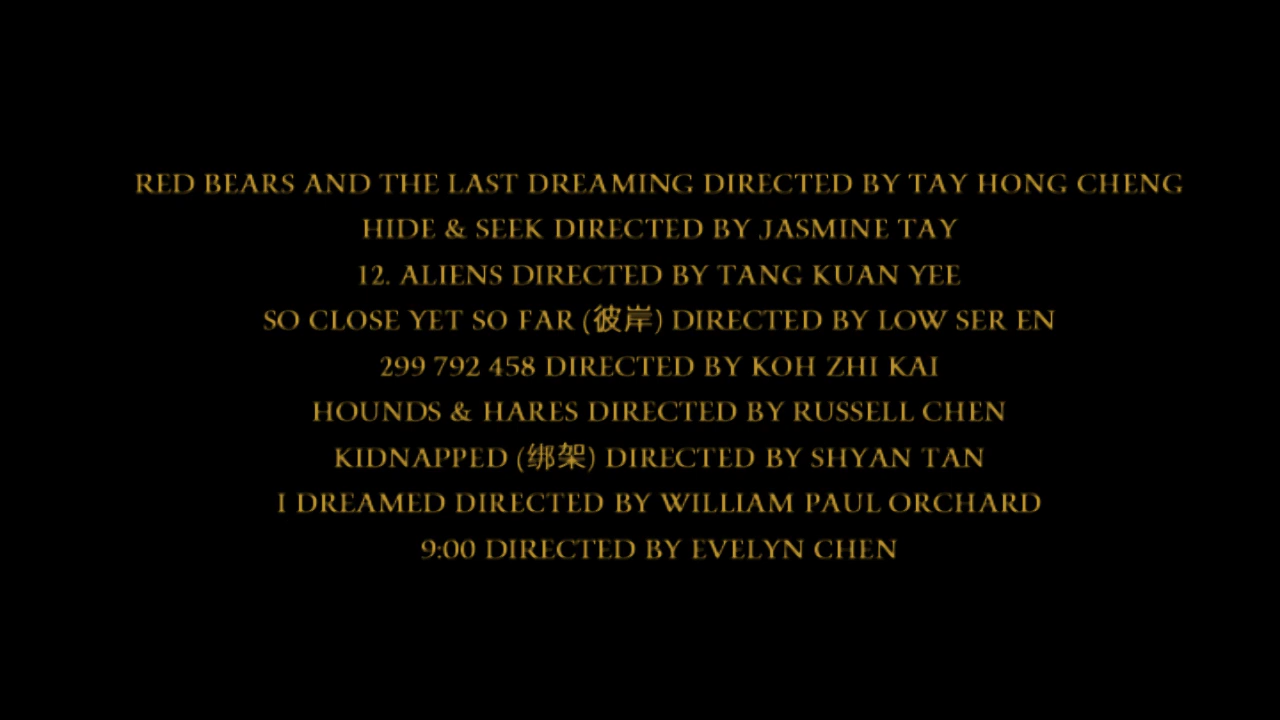 RED BEARS AND THE LAST DREAMING DIRECTED BY TAY HONG CHENG
HIDE & SEEK DIRECTED BY JASMINE TAY
12. ALIENS DIRECTED BY TANG KUAN YEE
SO CLOSE YET SO FAR (彼岸) DIRECTED BY LOW SER EN
299 792 458 DIRECTED BY KOH ZHI KAI
HOUNDS & HARES DIRECTED BY RUSSELL CHEN
KIDNAPPED (绑架) DIRECTED BY SHYAN TAN
I DREAMED DIRECTED BY WILLIAM PAUL ORCHARD
9:00 DIRECTED BY EVELYN CHEN